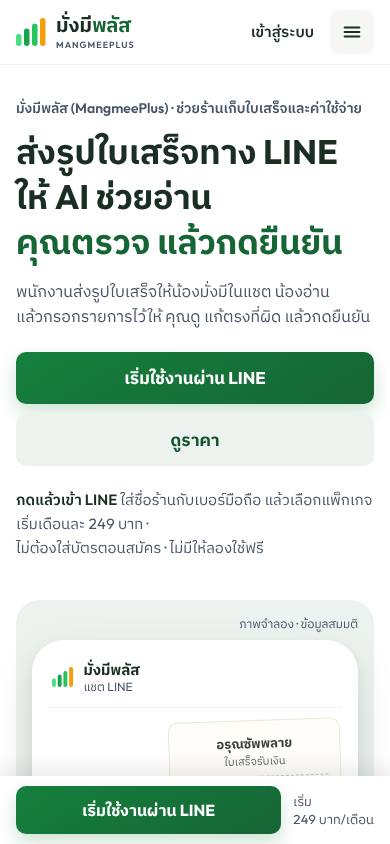 มั่งมีพลัส
MANGMEEPLUS
เข้าสู่ระบบ
มั่งมีพลัส (MangmeePlus) · ช่วยร้านเก็บใบเสร็จและค่าใช้จ่าย
ส่งรูปใบเสร็จทาง LINE
ให้ AI ช่วยอ่าน
คุณตรวจ แล้วกดยืนยัน
พนักงานส่งรูปใบเสร็จให้น้องมั่งมีในแชต น้องอ่าน
แล้วกรอกรายการไว้ให้ คุณดู แก้ตรงที่ผิด แล้วกดยืนยัน
เริ่มใช้งานผ่าน LINE
ดูราคา
กดแล้วเข้า LINE ใส่ชื่อร้านกับเบอร์มือถือ แล้วเลือกแพ็กเกจ
เริ่มเดือนละ 249 บาท ·
ไม่ต้องใส่บัตรตอนสมัคร · ไม่มีให้ลองใช้ฟรี
ภาพจำลอง · ข้อมูลสมมติ
มั่งมีพลัส
แชต LINE
อรุณซัพพลาย
ใบเสร็จรับเงิน
เริ่มใช้งานผ่าน LINE
เริ่ม
249 บาท/เดือน